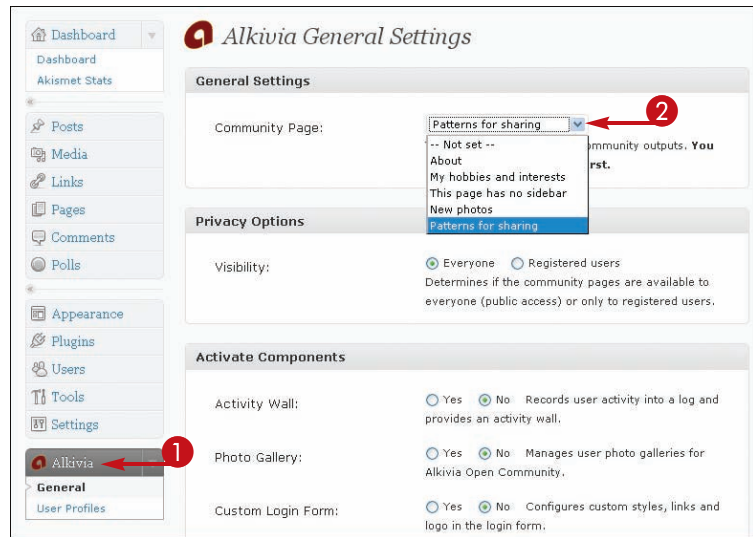 Dashboard
Dashboard
Akismet Stats
Posts
Media
Links
Pages
Comments
Polls
Appearance
Plugins
Users
Tools
Settings
Alkivia
1
General
User Profiles
Alkivia General Settings
General Settings
Community Page:
Patterns for sharing
2
-- Not set --
About
My hobbies and interests
This page has no sidebar
New photos
Patterns for sharing
ommunity outputs. You
rst.
Privacy Options
Visibility:
Everyone Registered users
Determines if the community pages are available to
everyone (public access) or only to registered users.
Activate Components
Activity Wall:
Yes No Records user activity into a log and
provides an activity wall.
Photo Gallery:
Yes No Manages user photo galleries for
Alkivia Open Community.
Custom Login Form:
Yes No Configures custom styles, links and
logo in the login form.